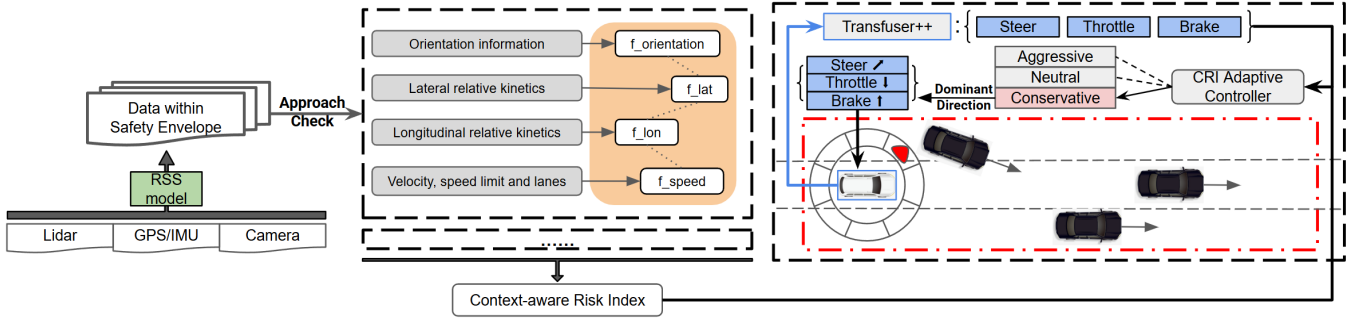 Lidar
GPS/IMU
Camera
RSS
model
Data within
Safety Envelope
Approach
Check
Orientation information
f_orientation
Lateral relative kinetics
f_lat
Longitudinal relative kinetics
f_lon
Velocity, speed limit and lanes
f_speed
......
Context-aware Risk Index
Transfuser++
:
Steer
Throttle
Brake
Steer ⬈
Throttle ⬇
Brake ⬆
Dominant
Direction
Aggressive
Neutral
Conservative
CRI Adaptive
Controller